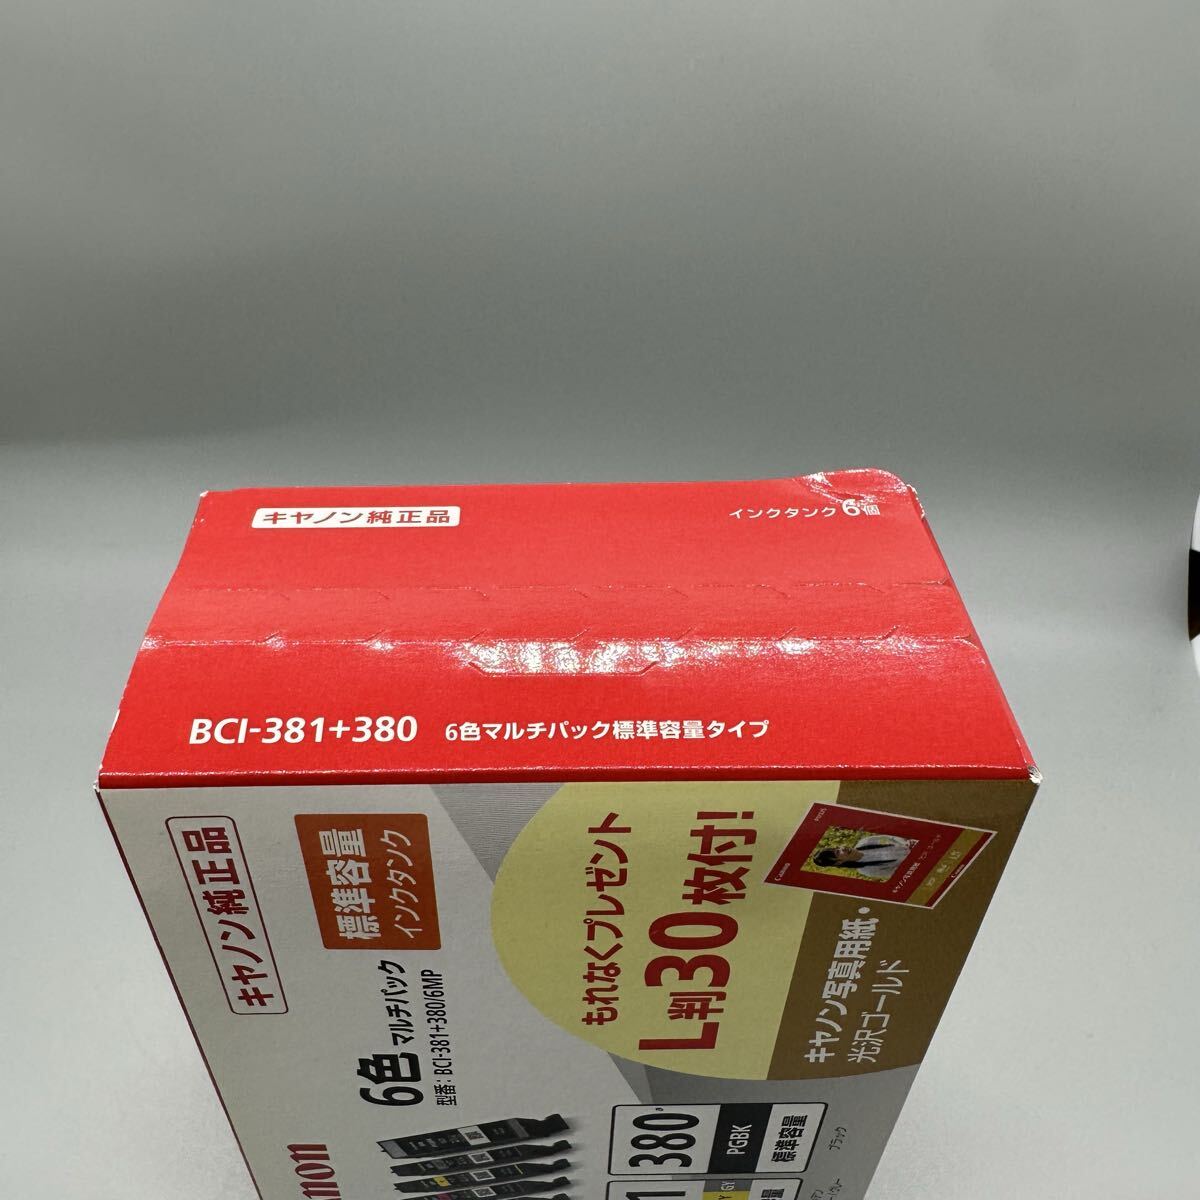 キヤノン純正品
インクタンク6個
BCI-381+380 6色マルチパック標準容量タイプ
キヤノン純正品
標準容量
インクタンク
6色マルチパック
型番：BCI-381+380/6MP
もれなくプレゼント
L判30枚付!
キヤノン写真用紙・
光沢ゴールド
380
PGBK
標準容量
ブラック